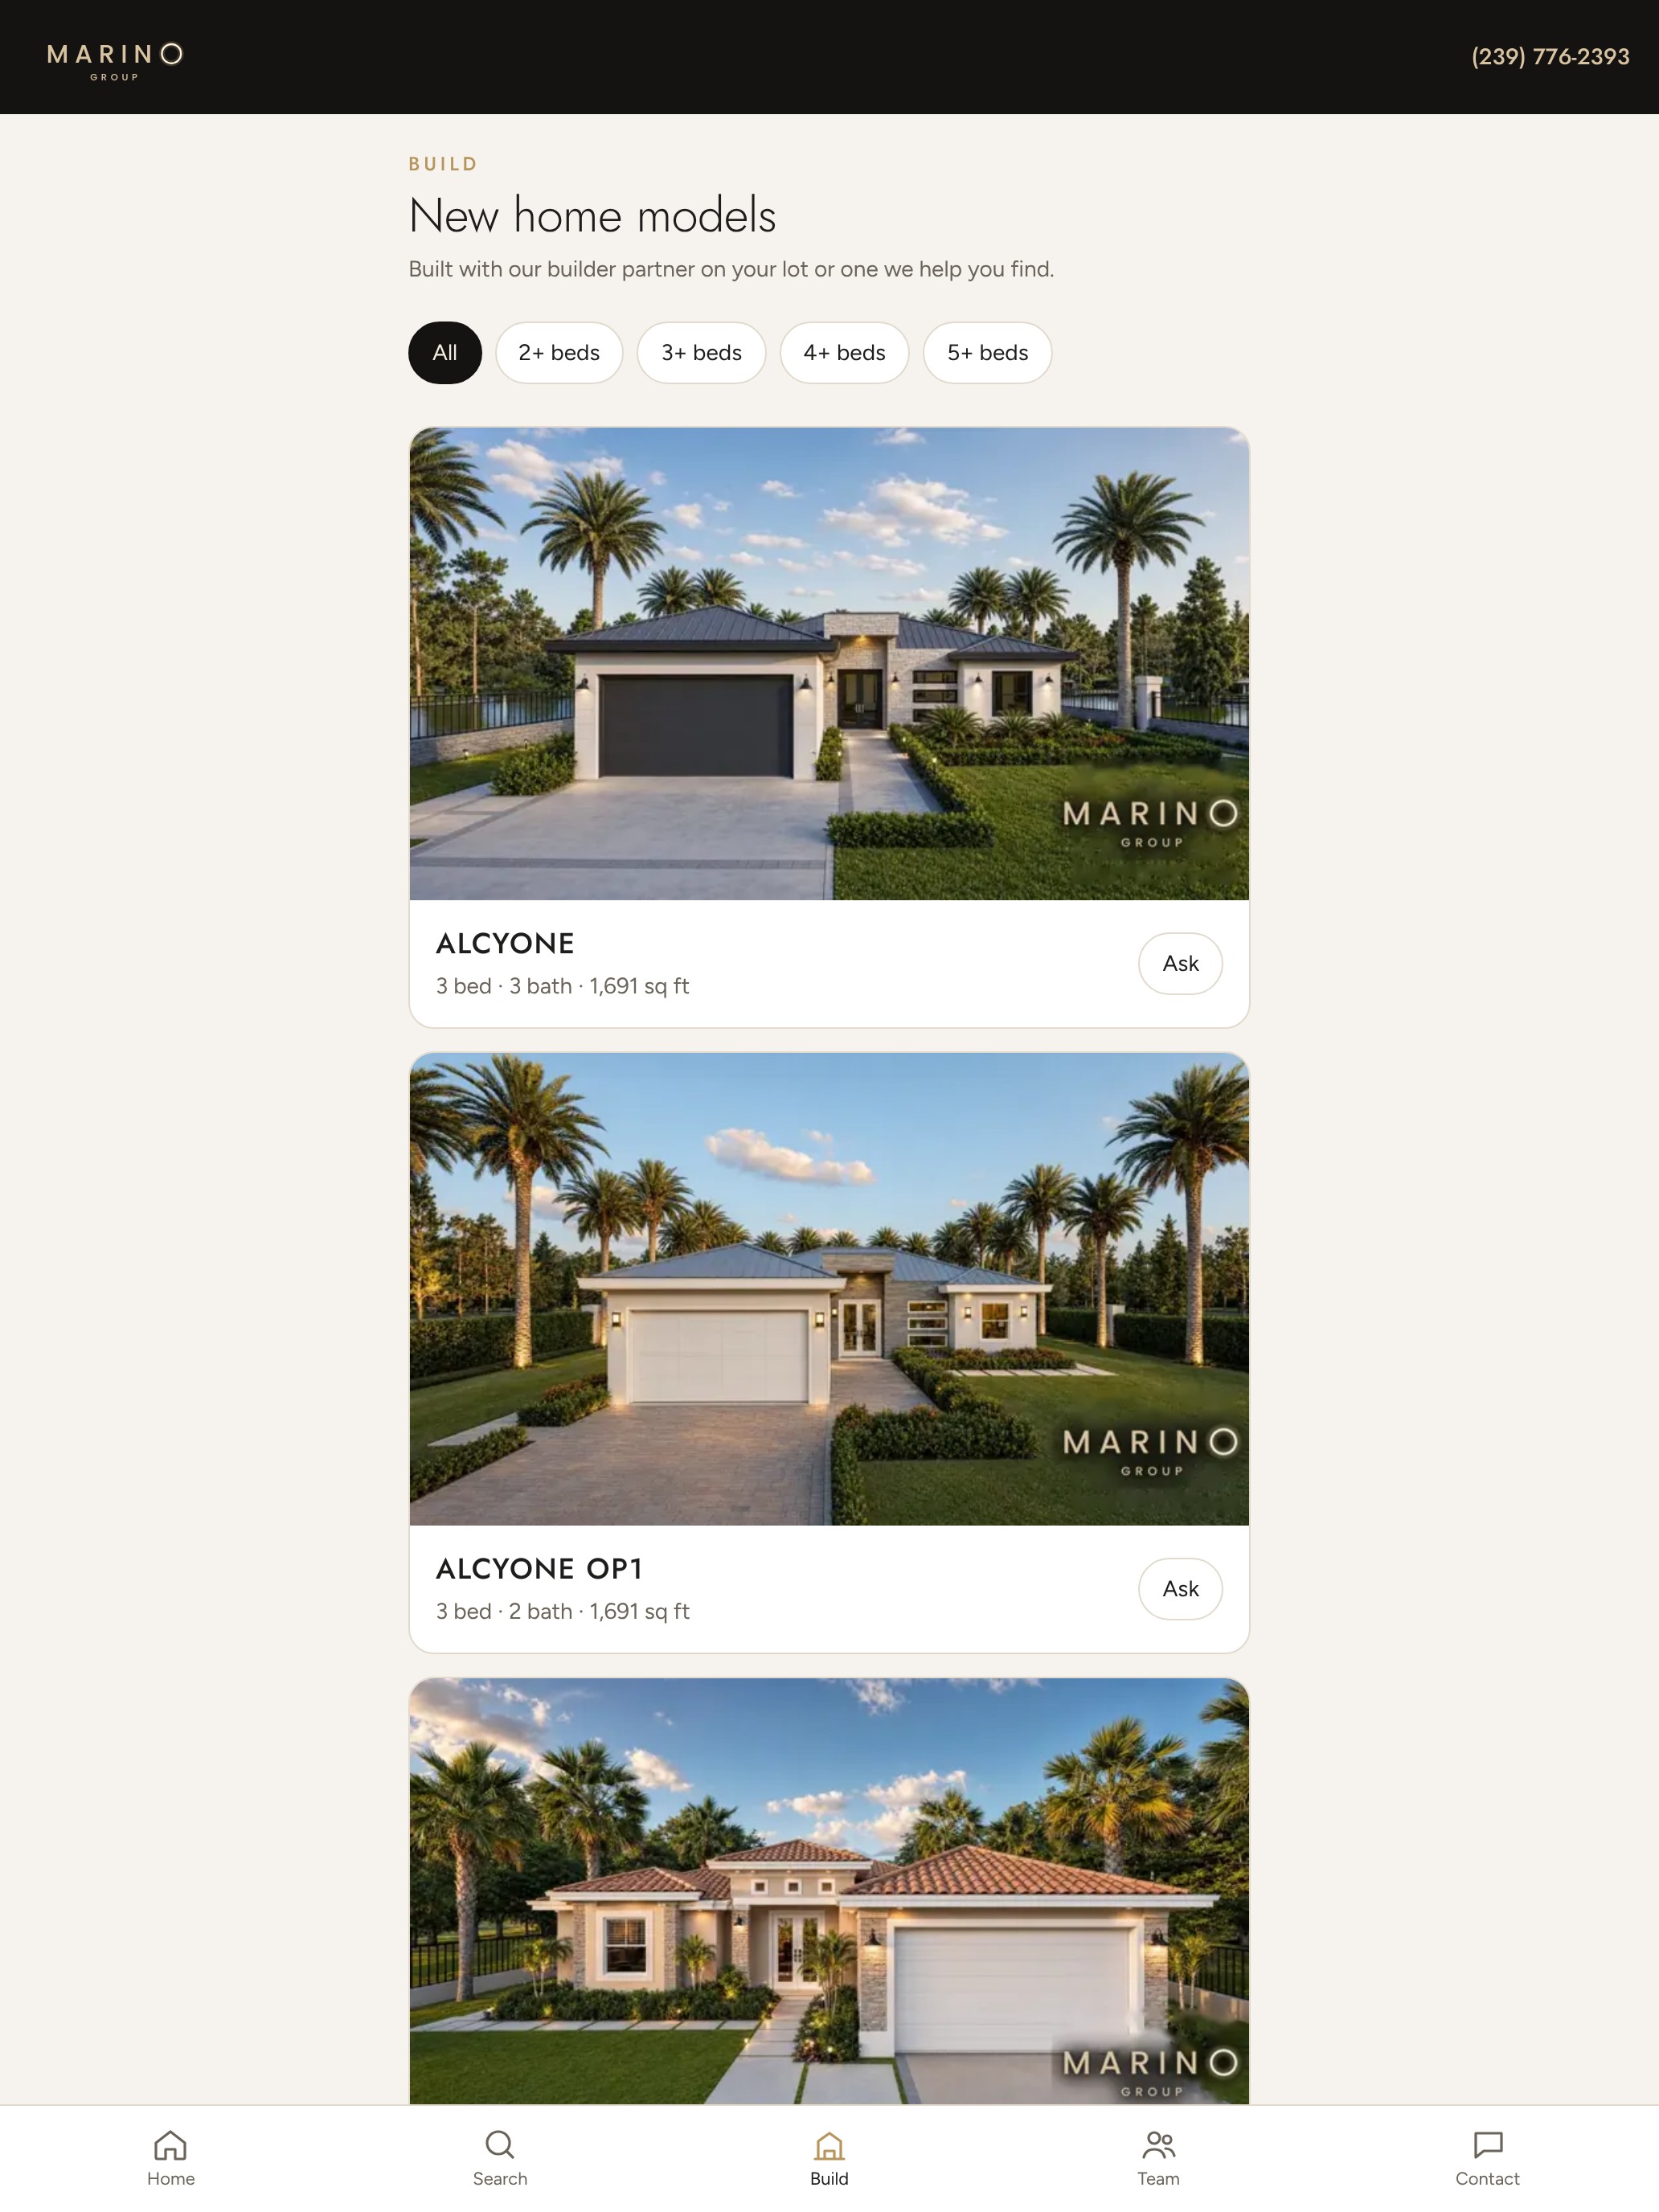 MARINO
GROUP
(239) 776-2393
BUILD
New home models
Built with our builder partner on your lot or one we help you find.
All
2+ beds
3+ beds
4+ beds
5+ beds
MARINO
GROUP
ALCYONE
3 bed · 3 bath · 1,691 sq ft
Ask
MARINO
GROUP
ALCYONE OP1
3 bed · 2 bath · 1,691 sq ft
Ask
MARINO
GROUP
Home
Search
Build
Team
Contact